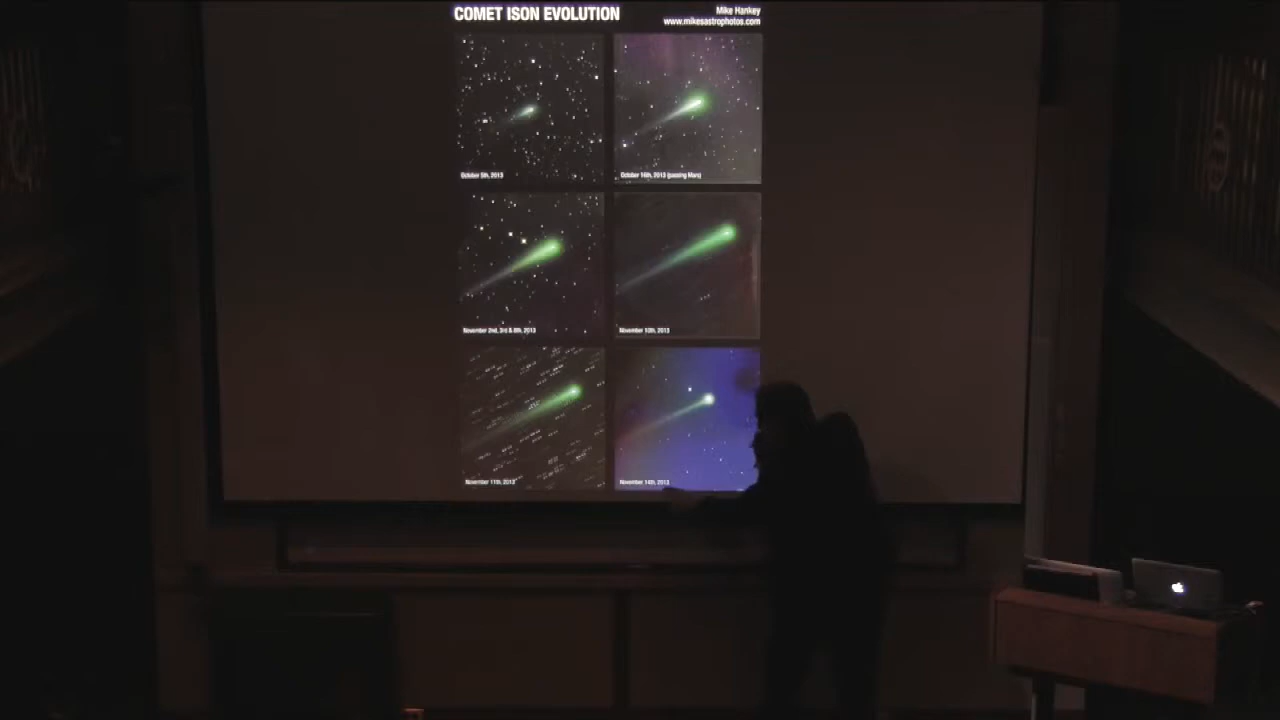 COMET ISON EVOLUTION
Mike Hankey
www.mikesastrophotos.com
October 5th, 2013
October 16th, 2013 (passing Mars)
November 2nd, 3rd & 8th, 2013
November 10th, 2013
November 11th, 2013
November 14th, 2013